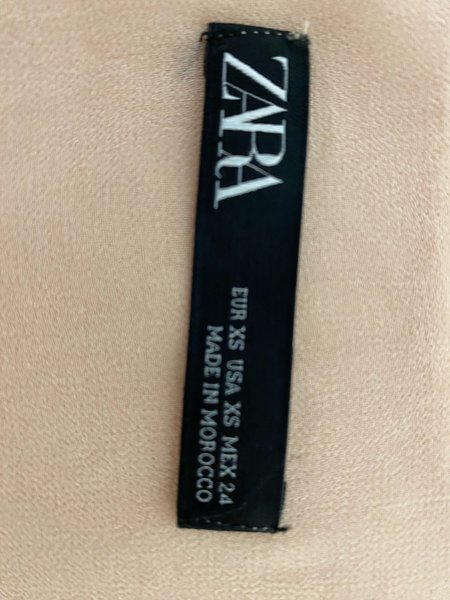 ZARA
EUR XS USA XS MEX 24
MADE IN MOROCCO